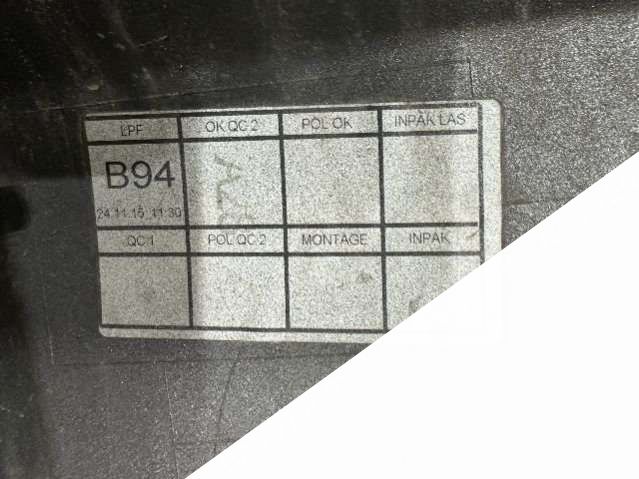 LPF OK QC 2 POL OK INPAK LAS
B94
24.11.15 11:30
QC 1 POL QC 2 MONTAGE INPAK